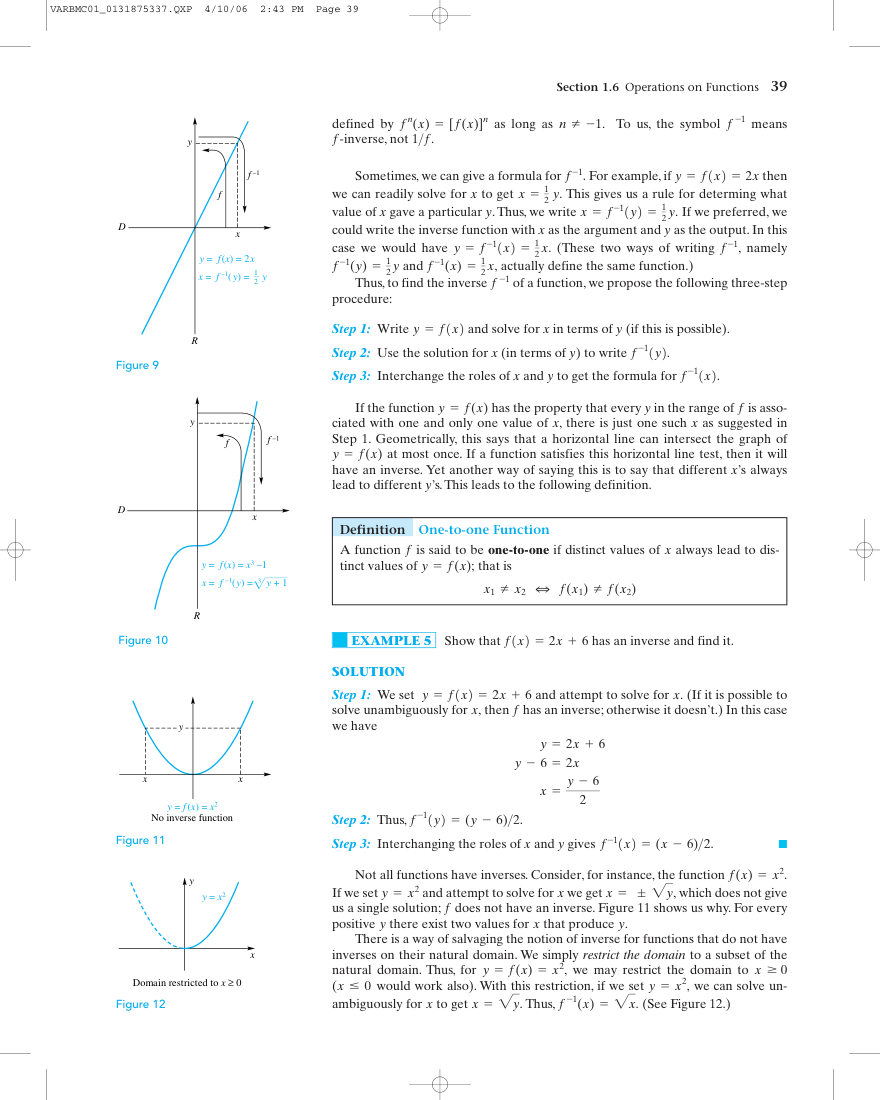 VARBMC01_0131875337.QXP 4/10/06 2:43 PM Page 39
Section 1.6 Operations on Functions 39
defined by fⁿ(x) = [f(x)]ⁿ as long as n ≠ −1. To us, the symbol f⁻¹ means
f-inverse, not 1/f.
Sometimes, we can give a formula for f⁻¹. For example, if y = f(x) = 2x then
we can readily solve for x to get x = ½ y. This gives us a rule for determining what
value of x gave a particular y. Thus, we write x = f⁻¹(y) = ½ y. If we preferred, we
could write the inverse function with x as the argument and y as the output. In this
case we would have y = f⁻¹(x) = ½ x. (These two ways of writing f⁻¹, namely
f⁻¹(y) = ½ y and f⁻¹(x) = ½ x, actually define the same function.)
Thus, to find the inverse f⁻¹ of a function, we propose the following three-step
procedure:
Step 1: Write y = f(x) and solve for x in terms of y (if this is possible).
Step 2: Use the solution for x (in terms of y) to write f⁻¹(y).
Step 3: Interchange the roles of x and y to get the formula for f⁻¹(x).
If the function y = f(x) has the property that every y in the range of f is asso-
ciated with one and only one value of x, there is just one such x as suggested in
Step 1. Geometrically, this says that a horizontal line can intersect the graph of
y = f(x) at most once. If a function satisfies this horizontal line test, then it will
have an inverse. Yet another way of saying this is to say that different x's always
lead to different y's. This leads to the following definition.
Definition One-to-one Function
A function f is said to be one-to-one if distinct values of x always lead to dis-
tinct values of y = f(x); that is
x₁ ≠ x₂ ⇔ f(x₁) ≠ f(x₂)
EXAMPLE 5 Show that f(x) = 2x + 6 has an inverse and find it.
SOLUTION
Step 1: We set y = f(x) = 2x + 6 and attempt to solve for x. (If it is possible to
solve unambiguously for x, then f has an inverse; otherwise it doesn't.) In this case
we have
y = 2x + 6
y − 6 = 2x
x = (y − 6)/2
Step 2: Thus, f⁻¹(y) = (y − 6)/2.
Step 3: Interchanging the roles of x and y gives f⁻¹(x) = (x − 6)/2.
Not all functions have inverses. Consider, for instance, the function f(x) = x².
If we set y = x² and attempt to solve for x we get x = ± √y, which does not give
us a single solution; f does not have an inverse. Figure 11 shows us why. For every
positive y there exist two values for x that produce y.
There is a way of salvaging the notion of inverse for functions that do not have
inverses on their natural domain. We simply restrict the domain to a subset of the
natural domain. Thus, for y = f(x) = x², we may restrict the domain to x ≥ 0
(x ≤ 0 would work also). With this restriction, if we set y = x², we can solve un-
ambiguously for x to get x = √y. Thus, f⁻¹(x) = √x. (See Figure 12.)
y
f⁻¹
f
D
x
y = f(x) = 2x
x = f⁻¹(y) = ½ y
R
Figure 9
y
f
f⁻¹
D
x
y = f(x) = x³ −1
x = f⁻¹(y) = ∛y + 1
R
Figure 10
y
x
x
y = f(x) = x²
No inverse function
Figure 11
y
y = x²
x
Domain restricted to x ≥ 0
Figure 12